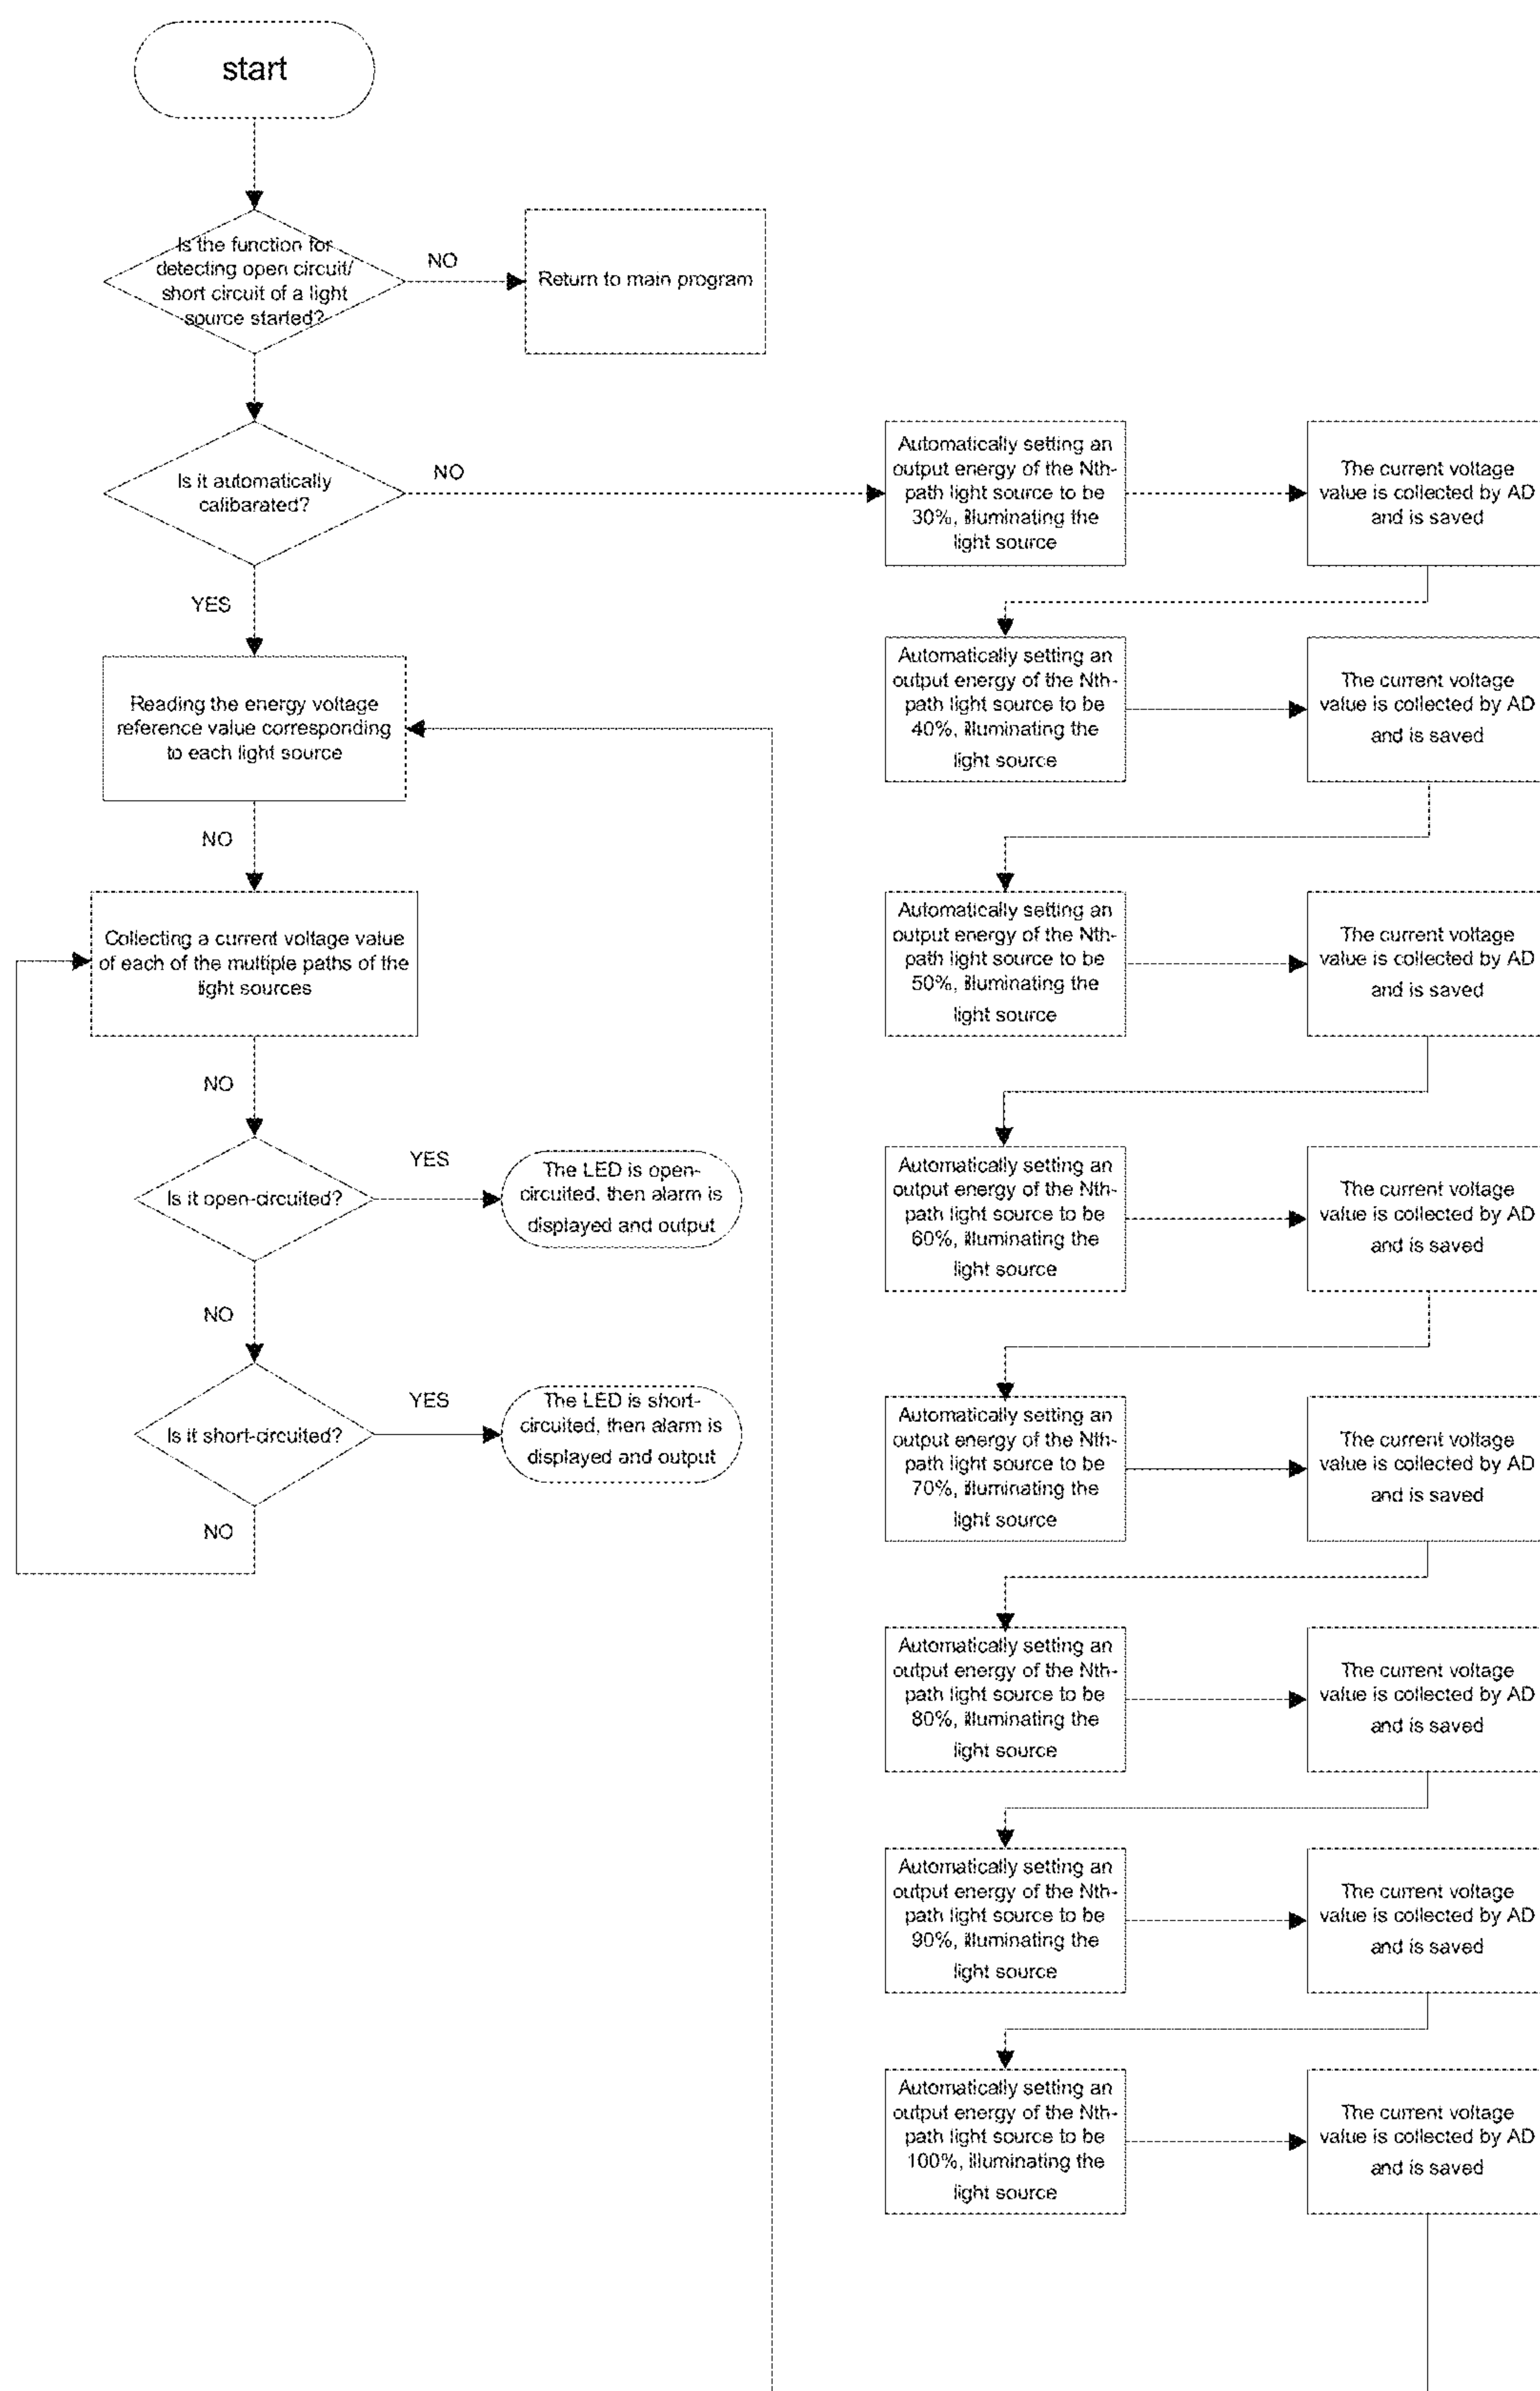 start
Is the function for
detecting open circuit/
short circuit of a light
source started?
NO
Return to main program
Is it automatically
calibarated?
NO
YES
Reading the energy voltage
reference value corresponding
to each light source
NO
Collecting a current voltage value
of each of the multiple paths of the
light sources
NO
Is it open-circuited?
YES
The LED is open-
circuited, then alarm is
displayed and output
NO
Is it short-circuited?
YES
The LED is short-
circuited, then alarm is
displayed and output
NO
Automatically setting an
output energy of the Nth-
path light source to be
30%, illuminating the
light source
The current voltage
value is collected by AD
and is saved
Automatically setting an
output energy of the Nth-
path light source to be
40%, illuminating the
light source
The current voltage
value is collected by AD
and is saved
Automatically setting an
output energy of the Nth-
path light source to be
50%, illuminating the
light source
The current voltage
value is collected by AD
and is saved
Automatically setting an
output energy of the Nth-
path light source to be
60%, illuminating the
light source
The current voltage
value is collected by AD
and is saved
Automatically setting an
output energy of the Nth-
path light source to be
70%, illuminating the
light source
The current voltage
value is collected by AD
and is saved
Automatically setting an
output energy of the Nth-
path light source to be
80%, illuminating the
light source
The current voltage
value is collected by AD
and is saved
Automatically setting an
output energy of the Nth-
path light source to be
90%, illuminating the
light source
The current voltage
value is collected by AD
and is saved
Automatically setting an
output energy of the Nth-
path light source to be
100%, illuminating the
light source
The current voltage
value is collected by AD
and is saved